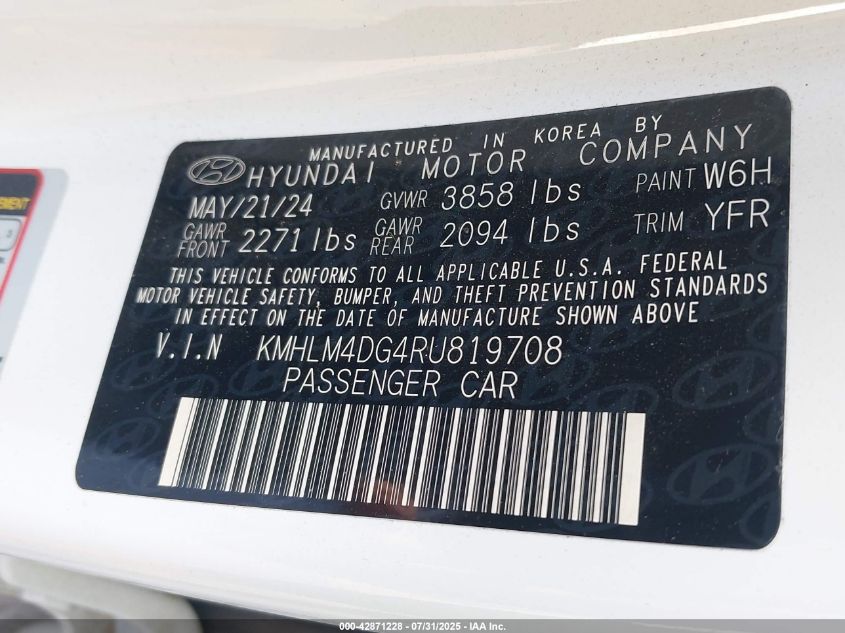 MANUFACTURED IN KOREA BY
HYUNDAI MOTOR COMPANY
MAY/21/24 GVWR 3858 lbs PAINT W6H
GAWR FRONT 2271 lbs GAWR REAR 2094 lbs TRIM YFR
THIS VEHICLE CONFORMS TO ALL APPLICABLE U.S.A. FEDERAL
MOTOR VEHICLE SAFETY, BUMPER, AND THEFT PREVENTION STANDARDS
IN EFFECT ON THE DATE OF MANUFACTURE SHOWN ABOVE
V.I.N KMHLM4DG4RU819708
PASSENGER CAR
000-42871228 - 07/31/2025 - IAA Inc.